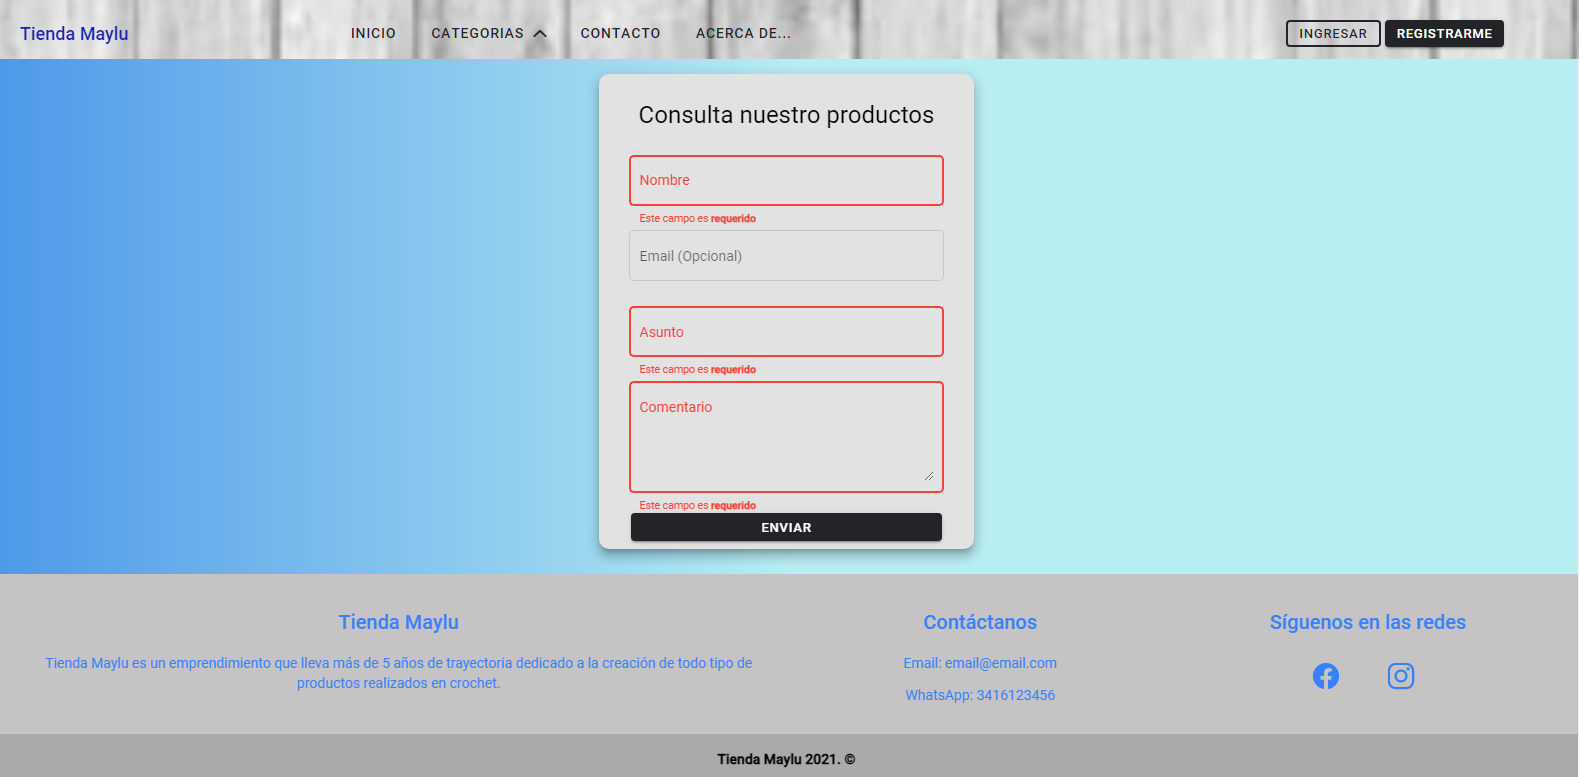 Tienda Maylu
INICIO
CATEGORIAS
CONTACTO
ACERCA DE...
INGRESAR
REGISTRARME
Consulta nuestro productos
Nombre
Este campo es requerido
Email (Opcional)
Asunto
Este campo es requerido
Comentario
Este campo es requerido
ENVIAR
Tienda Maylu
Tienda Maylu es un emprendimiento que lleva más de 5 años de trayectoria dedicado a la creación de todo tipo de
productos realizados en crochet.
Contáctanos
Email: email@email.com
WhatsApp: 3416123456
Síguenos en las redes
Tienda Maylu 2021. ©